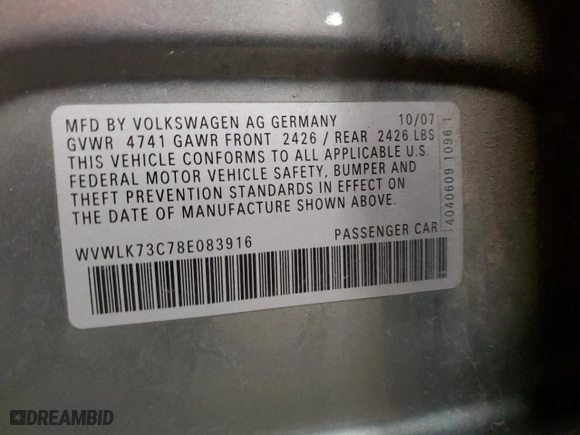 MFD BY VOLKSWAGEN AG GERMANY 10/07
GVWR 4741 GAWR FRONT 2426 / REAR 2426 LBS
THIS VEHICLE CONFORMS TO ALL APPLICABLE U.S.
FEDERAL MOTOR VEHICLE SAFETY, BUMPER AND
THEFT PREVENTION STANDARDS IN EFFECT ON
THE DATE OF MANUFACTURE SHOWN ABOVE.
WVWLK73C78E083916 PASSENGER CAR
4040609 1096 1
DREAMBID